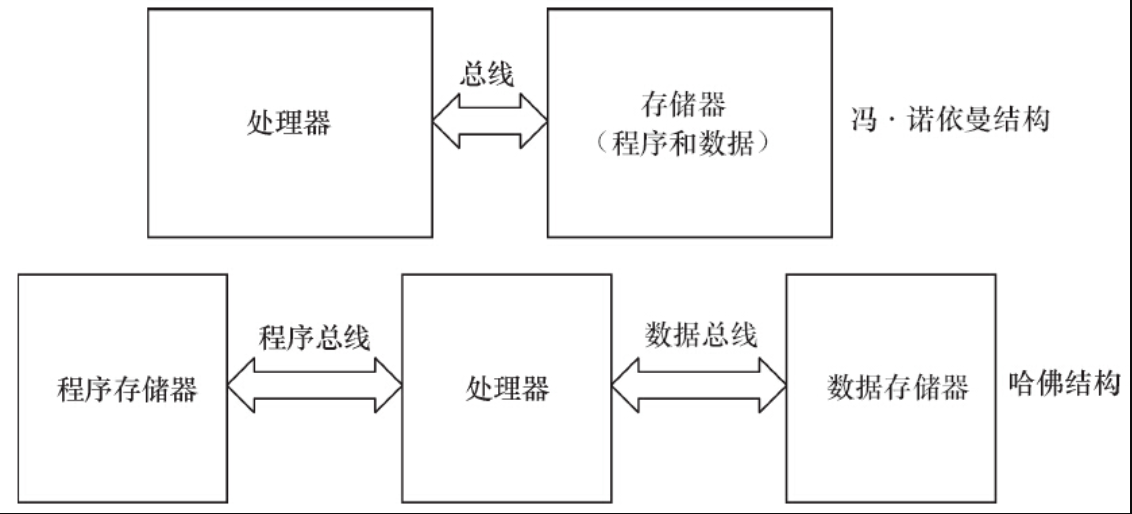 总线
处理器
存储器
（程序和数据）
冯·诺依曼结构
程序总线
数据总线
程序存储器
处理器
数据存储器
哈佛结构